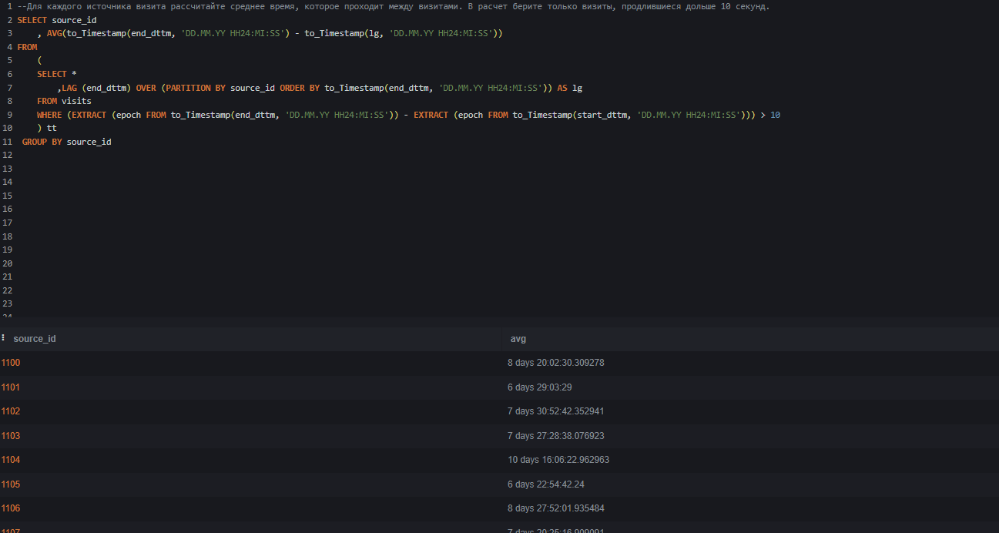 1 --Для каждого источника визита рассчитайте среднее время, которое проходит между визитами. В расчет берите только визиты, продлившиеся дольше 10 секунд.
2 SELECT source_id
3 , AVG(to_Timestamp(end_dttm, 'DD.MM.YY HH24:MI:SS') - to_Timestamp(lg, 'DD.MM.YY HH24:MI:SS'))
4 FROM
5 (
6 SELECT *
7 ,LAG (end_dttm) OVER (PARTITION BY source_id ORDER BY to_Timestamp(end_dttm, 'DD.MM.YY HH24:MI:SS')) AS lg
8 FROM visits
9 WHERE (EXTRACT (epoch FROM to_Timestamp(end_dttm, 'DD.MM.YY HH24:MI:SS')) - EXTRACT (epoch FROM to_Timestamp(start_dttm, 'DD.MM.YY HH24:MI:SS'))) > 10
10 ) tt
11 GROUP BY source_id
12
13
14
15
16
17
18
19
20
21
22
23
24
source_id avg
1100 8 days 20:02:30.309278
1101 6 days 29:03:29
1102 7 days 30:52:42.352941
1103 7 days 27:28:38.076923
1104 10 days 16:06:22.962963
1105 6 days 22:54:42.24
1106 8 days 27:52:01.935484
1107 7 days 20:25:16.909091